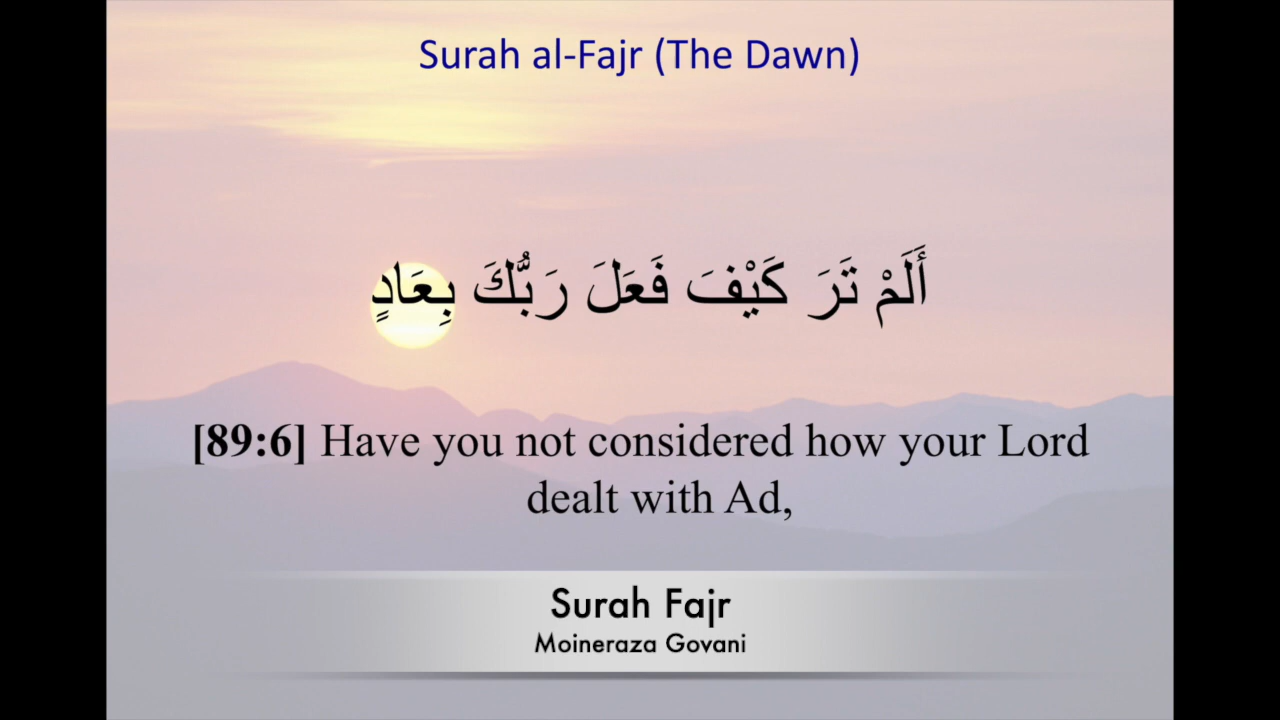 Surah al-Fajr (The Dawn)
أَلَمْ تَرَ كَيْفَ فَعَلَ رَبُّكَ بِعَادٍ
[89:6] Have you not considered how your Lord
dealt with Ad,
Surah Fajr
Moineraza Govani